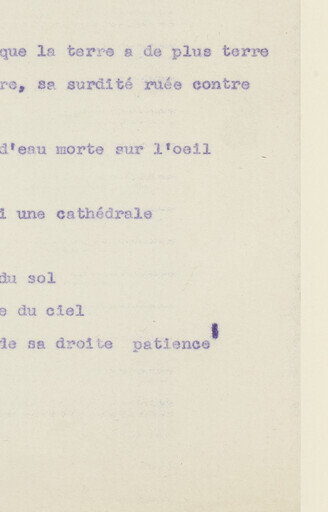 que la terre a de plus terre
re, sa surdité ruée contre
d'eau morte sur l'oeil
i une cathédrale
du sol
e du ciel
de sa droite patience